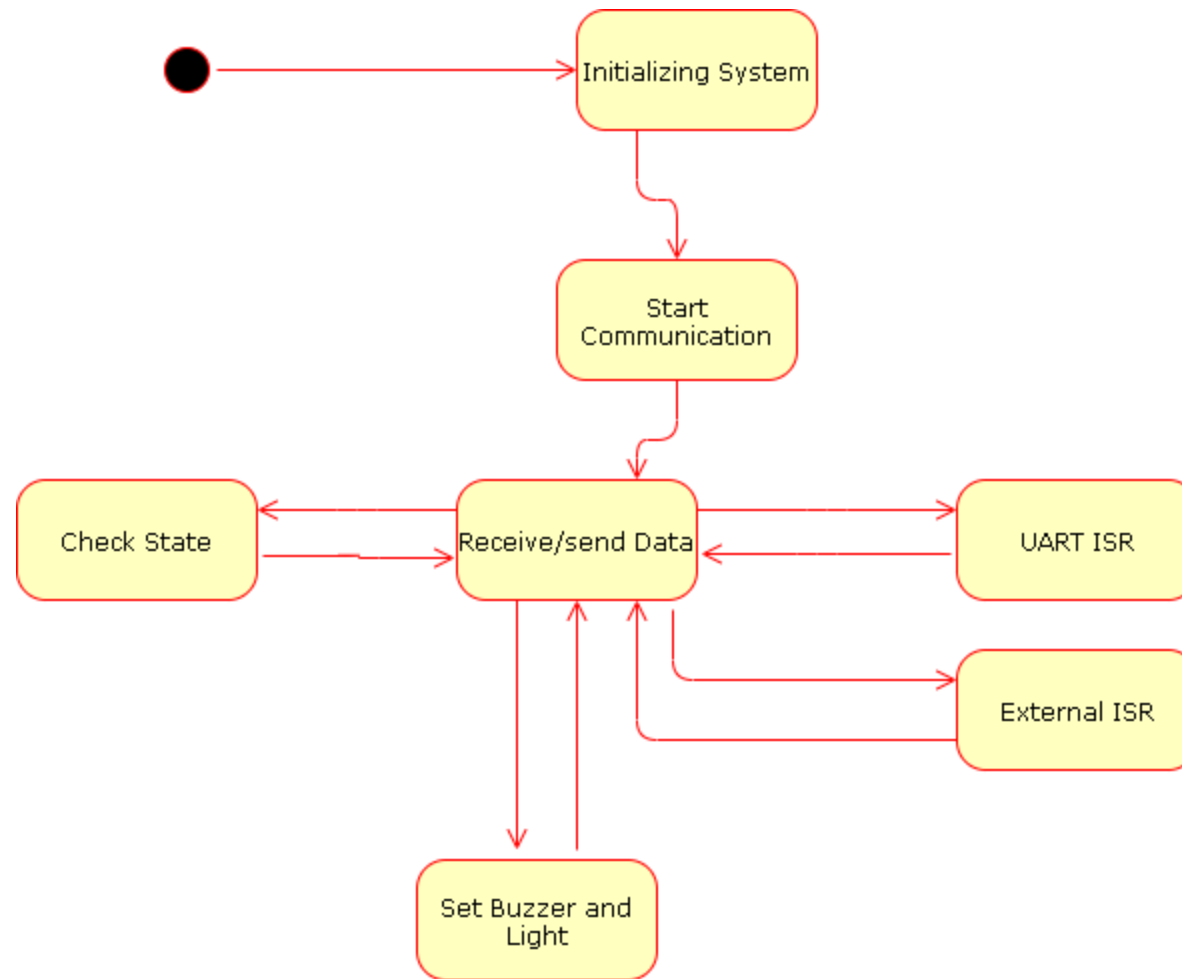 Initializing System
Start
Communication
Check State
Receive/send Data
UART ISR
External ISR
Set Buzzer and
Light